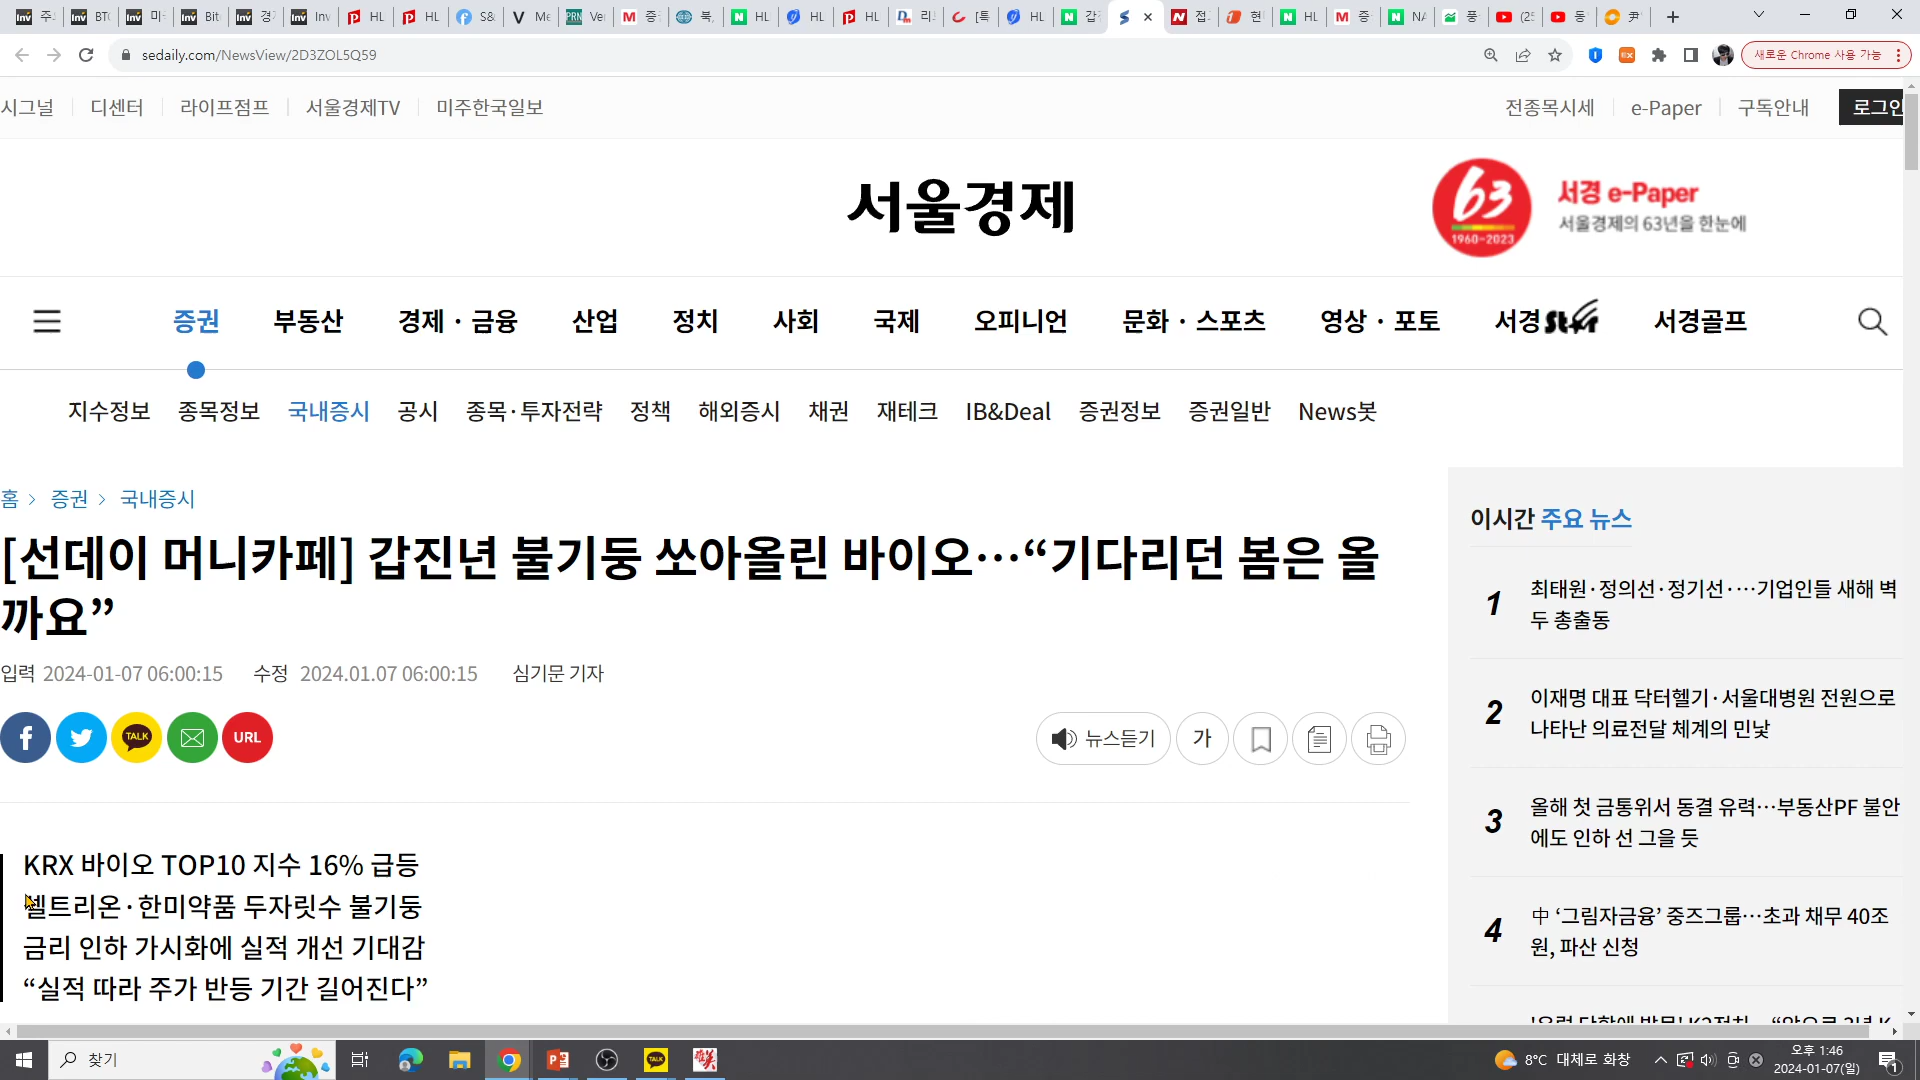 sedaily.com/NewsView/2D3ZOL5Q59
새로운 Chrome 사용 가능
시그널 디센터 라이프점프 서울경제TV 미주한국일보 전종목시세 e-Paper 구독안내 로그인
서울경제
63
1960-2023
서경 e-Paper
서울경제의 63년을 한눈에
증권 부동산 경제 · 금융 산업 정치 사회 국제 오피니언 문화 · 스포츠 영상 · 포토 서경 Star 서경골프
지수정보 종목정보 국내증시 공시 종목·투자전략 정책 해외증시 채권 재테크 IB&Deal 증권정보 증권일반 News봇
홈 > 증권 > 국내증시
[선데이 머니카페] 갑진년 불기둥 쏘아올린 바이오…“기다리던 봄은 올
까요”
입력 2024-01-07 06:00:15 수정 2024.01.07 06:00:15 심기문 기자
TALK URL
뉴스듣기 가
KRX 바이오 TOP10 지수 16% 급등
셀트리온·한미약품 두자릿수 불기둥
금리 인하 가시화에 실적 개선 기대감
“실적 따라 주가 반등 기간 길어진다”
이시간 주요 뉴스
1 최태원·정의선·정기선·…기업인들 새해 벽
두 총출동
2 이재명 대표 닥터헬기·서울대병원 전원으로
나타난 의료전달 체계의 민낯
3 올해 첫 금통위서 동결 유력…부동산PF 불안
에도 인하 선 그을 듯
4 中 ‘그림자금융’ 중즈그룹…초과 채무 40조
원, 파산 신청
찾기
8°C 대체로 화창
오후 1:46
2024-01-07(일)
1